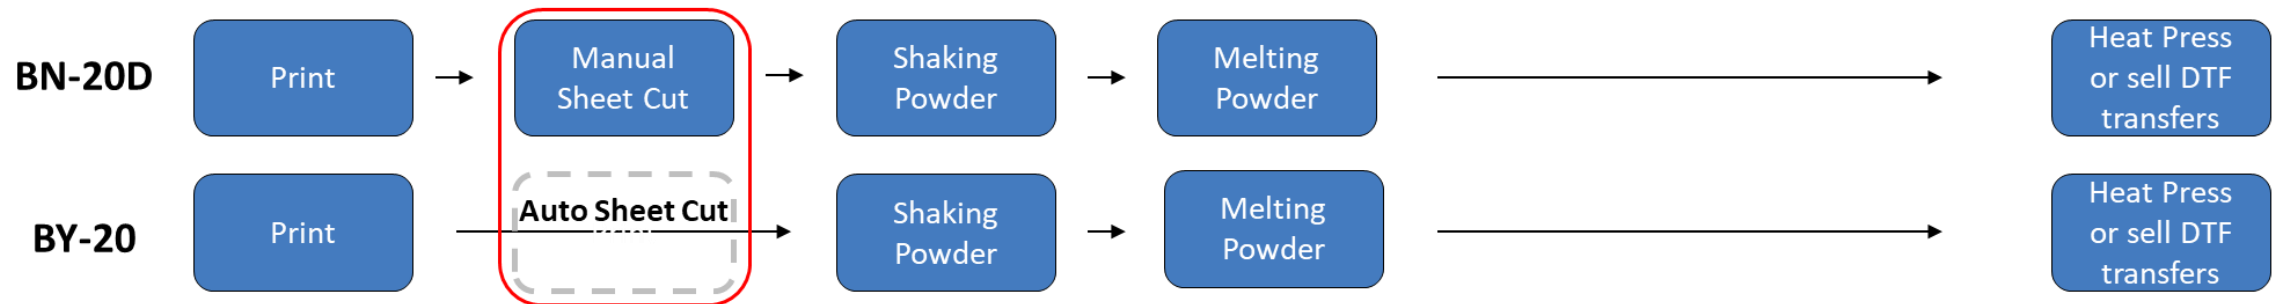 BN-20D
Print
Manual
Sheet Cut
Shaking
Powder
Melting
Powder
Heat Press
or sell DTF
transfers
BY-20
Print
Auto Sheet Cut
Shaking
Powder
Melting
Powder
Heat Press
or sell DTF
transfers